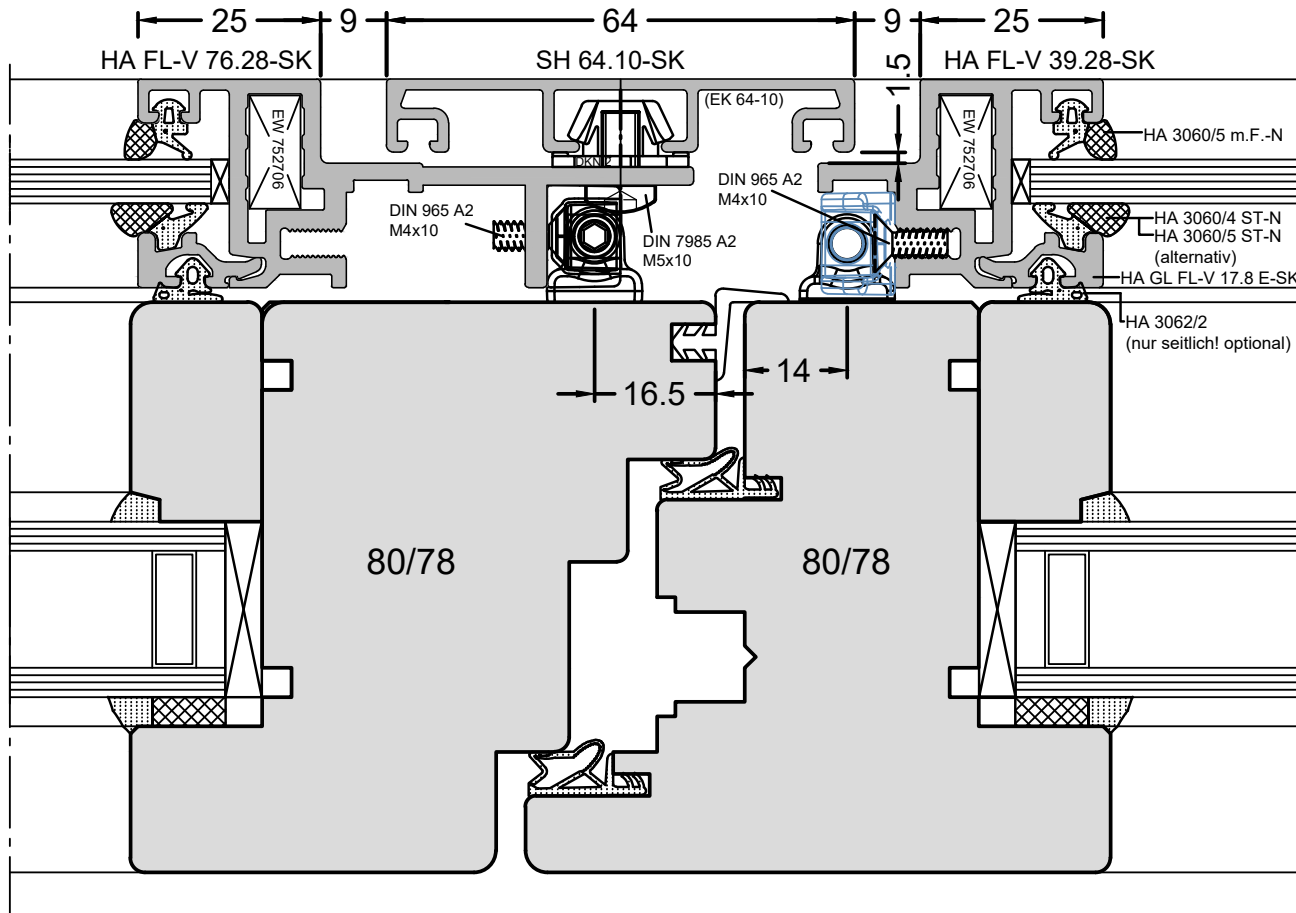 25
9
64
9
25
HA FL-V 76.28-SK
SH 64.10-SK
HA FL-V 39.28-SK
1.5
(EK 64-10)
EW 752706
EW 752706
HA 3060/5 m.F.-N
DKN 2
DIN 965 A2
M4x10
DIN 965 A2
M4x10
DIN 7985 A2
M5x10
HA 3060/4 ST-N
HA 3060/5 ST-N
(alternativ)
HA GL FL-V 17.8 E-SK
HA 3062/2
(nur seitlich! optional)
14
16.5
80/78
80/78